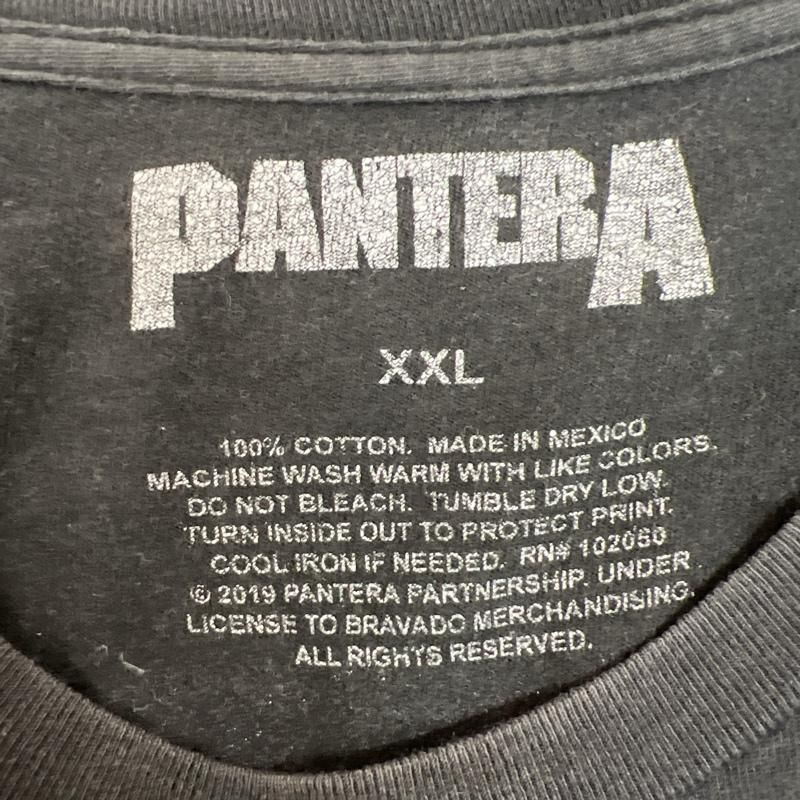 PANTERA
XXL
100% COTTON. MADE IN MEXICO
MACHINE WASH WARM WITH LIKE COLORS.
DO NOT BLEACH. TUMBLE DRY LOW.
TURN INSIDE OUT TO PROTECT PRINT.
COOL IRON IF NEEDED. RN# 102050
© 2019 PANTERA PARTNERSHIP. UNDER
LICENSE TO BRAVADO MERCHANDISING.
ALL RIGHTS RESERVED.